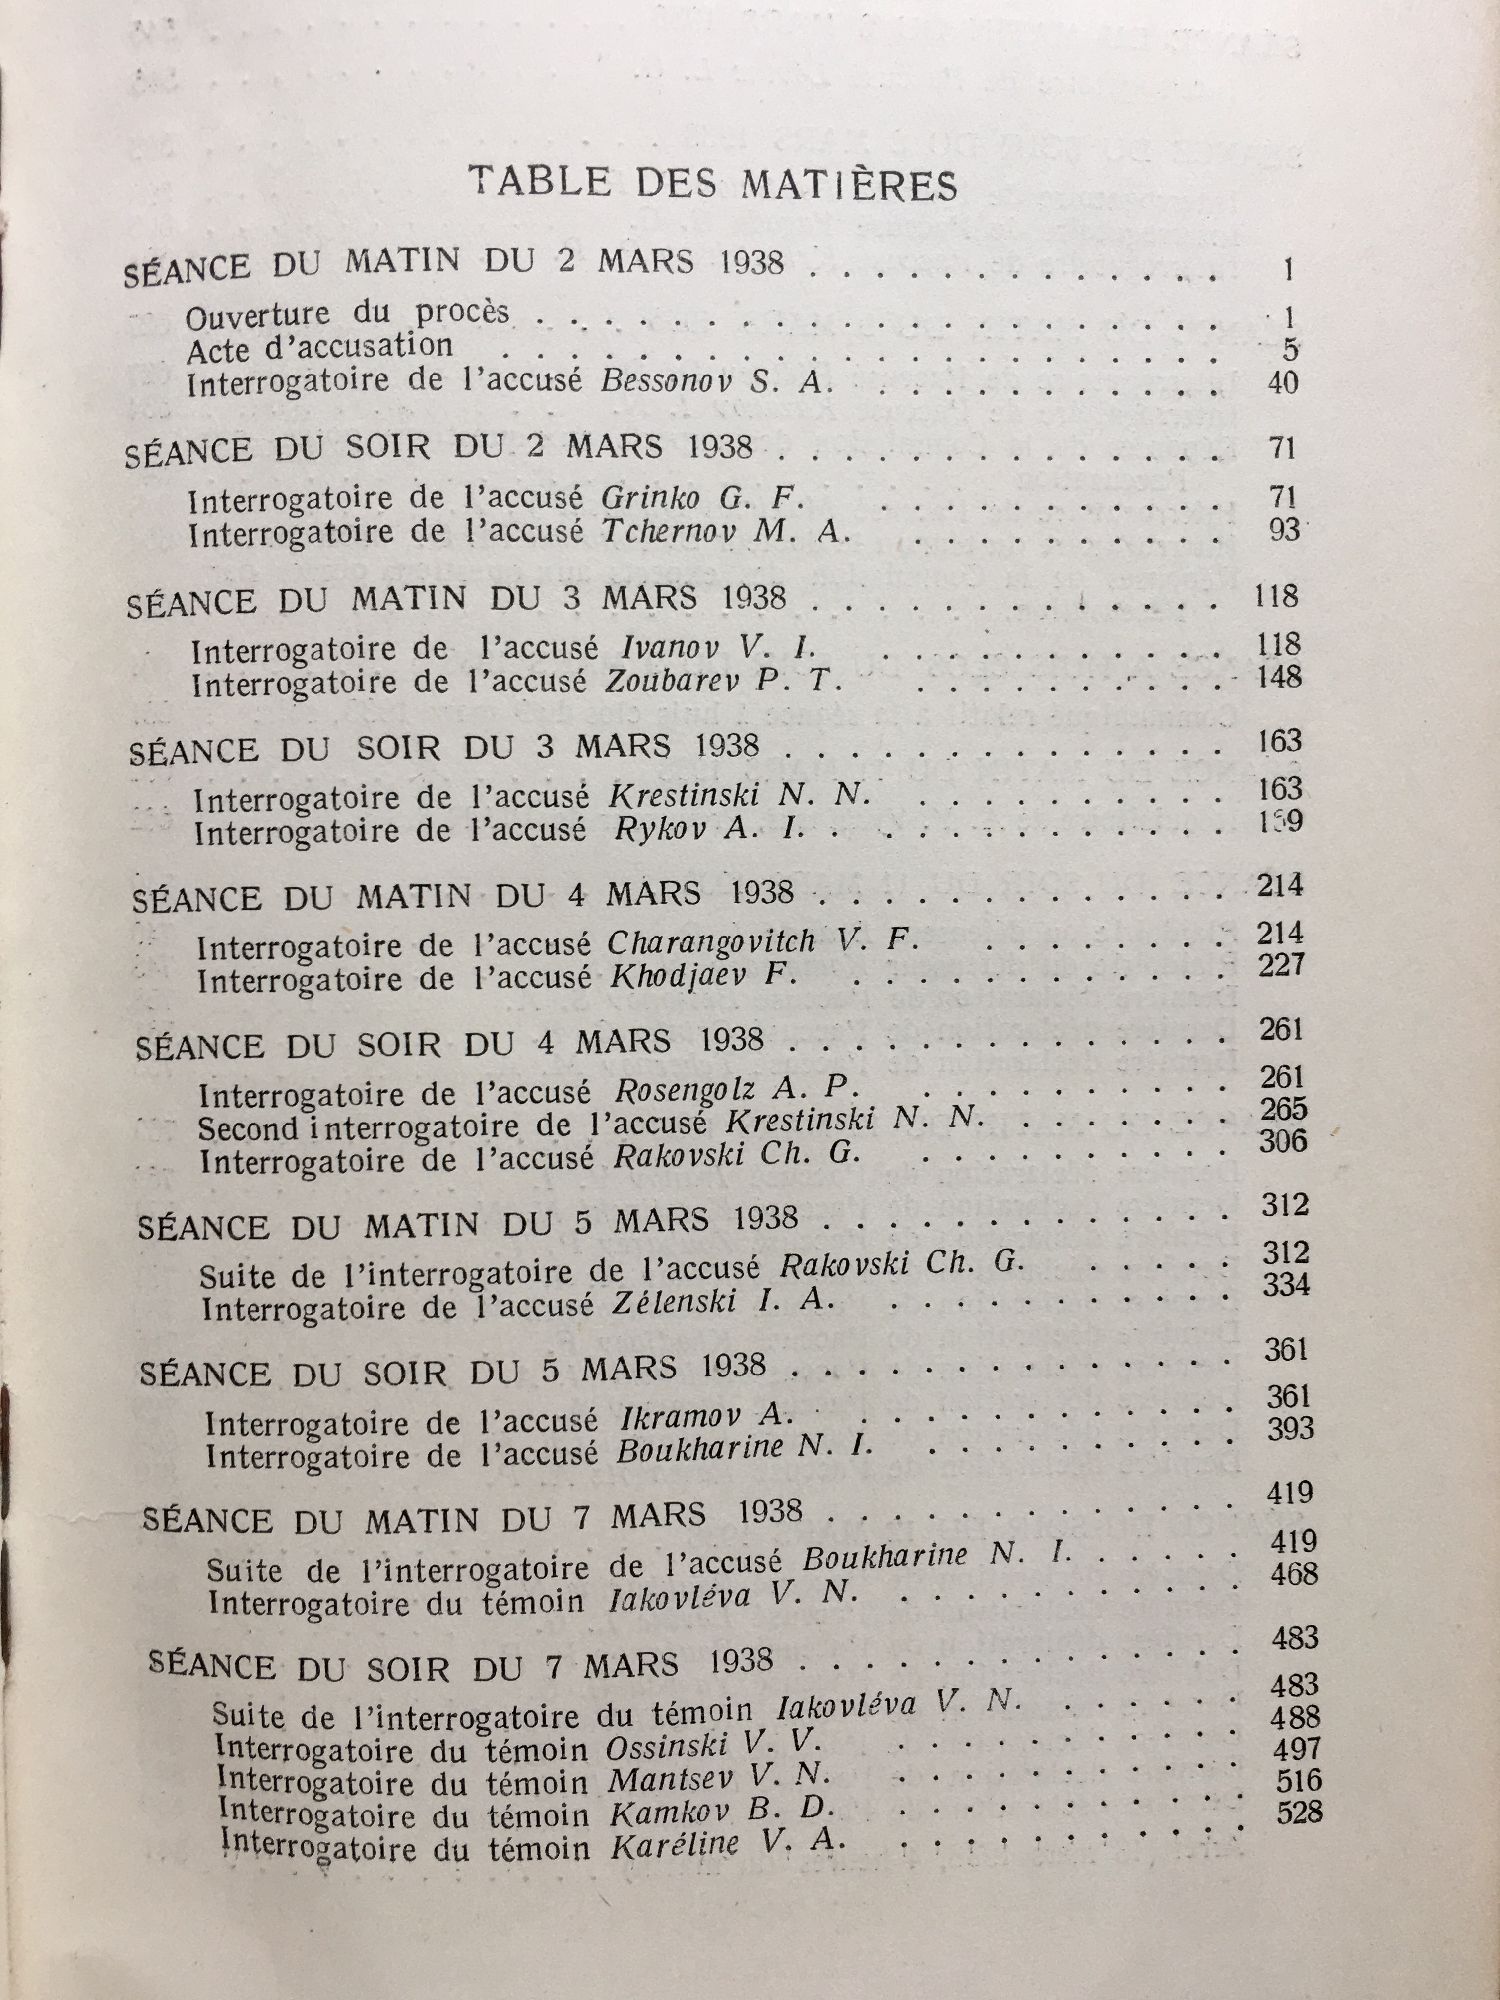 TABLE DES MATIÈRES
SÉANCE DU MATIN DU 2 MARS 1938 . . . . . . . . . . . . . 1
Ouverture du procès . . . . . . . . . . . . . . . . . . . . 1
Acte d'accusation . . . . . . . . . . . . . . . . . . . . . 5
Interrogatoire de l'accusé Bessonov S. A. . . . . . . . . . . . 40
SÉANCE DU SOIR DU 2 MARS 1938 . . . . . . . . . . . . . . 71
Interrogatoire de l'accusé Grinko G. F. . . . . . . . . . . . 71
Interrogatoire de l'accusé Tchernov M. A. . . . . . . . . . . 93
SÉANCE DU MATIN DU 3 MARS 1938 . . . . . . . . . . . . . 118
Interrogatoire de l'accusé Ivanov V. I. . . . . . . . . . . . 118
Interrogatoire de l'accusé Zoubarev P. T. . . . . . . . . . . 148
SÉANCE DU SOIR DU 3 MARS 1938 . . . . . . . . . . . . . . 163
Interrogatoire de l'accusé Krestinski N. N. . . . . . . . . . . 163
Interrogatoire de l'accusé Rykov A. I. . . . . . . . . . . . .
SÉANCE DU MATIN DU 4 MARS 1938 . . . . . . . . . . . . . 214
Interrogatoire de l'accusé Charangovitch V. F. . . . . . . . . 214
Interrogatoire de l'accusé Khodjaev F. . . . . . . . . . . . . 227
SÉANCE DU SOIR DU 4 MARS 1938 . . . . . . . . . . . . . . 261
Interrogatoire de l'accusé Rosengolz A. P. . . . . . . . . . . 261
Second interrogatoire de l'accusé Krestinski N. N. . . . . . . . 265
Interrogatoire de l'accusé Rakovski Ch. G. . . . . . . . . . . 306
SÉANCE DU MATIN DU 5 MARS 1938 . . . . . . . . . . . . . 312
Suite de l'interrogatoire de l'accusé Rakovski Ch. G. . . . . . 312
Interrogatoire de l'accusé Zélenski I. A. . . . . . . . . . . . 334
SÉANCE DU SOIR DU 5 MARS 1938 . . . . . . . . . . . . . . 361
Interrogatoire de l'accusé Ikramov A. . . . . . . . . . . . . 361
Interrogatoire de l'accusé Boukharine N. I. . . . . . . . . . . 393
SÉANCE DU MATIN DU 7 MARS 1938 . . . . . . . . . . . . . 419
Suite de l'interrogatoire de l'accusé Boukharine N. I. . . . . . 419
Interrogatoire du témoin Iakovléva V. N. . . . . . . . . . . . 468
SÉANCE DU SOIR DU 7 MARS 1938 . . . . . . . . . . . . . . 483
Suite de l'interrogatoire du témoin Iakovléva V. N. . . . . . . 483
Interrogatoire du témoin Ossinski V. V. . . . . . . . . . . . 488
Interrogatoire du témoin Mantsev V. N. . . . . . . . . . . . 497
Interrogatoire du témoin Kamkov B. D. . . . . . . . . . . . 516
Interrogatoire du témoin Karéline V. A. . . . . . . . . . . . 528